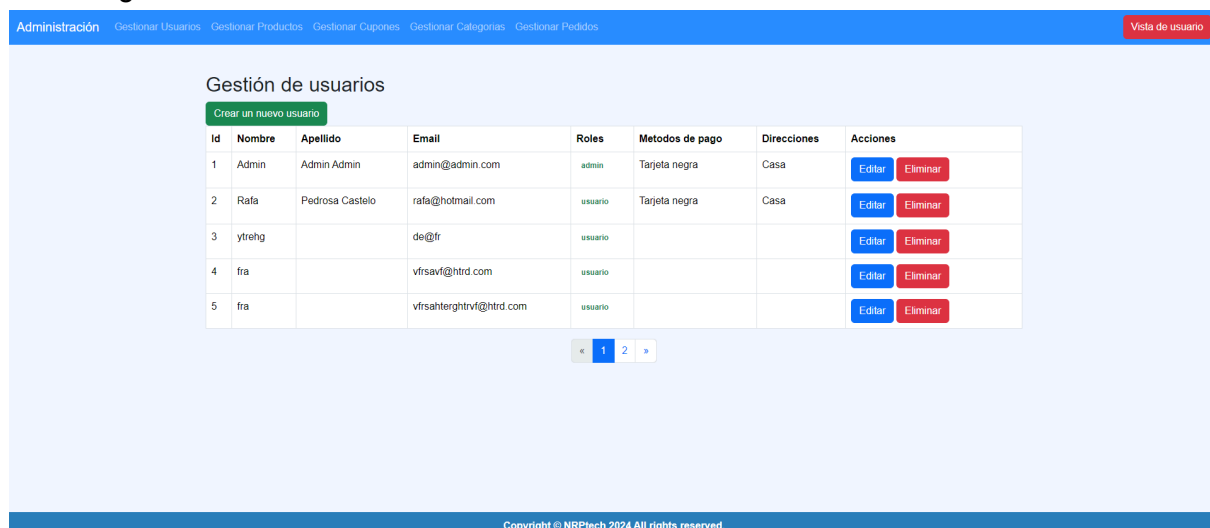 Administración Gestionar Usuarios Gestionar Productos Gestionar Cupones Gestionar Categorias Gestionar Pedidos Vista de usuario
Gestión de usuarios
Crear un nuevo usuario
Id Nombre Apellido Email Roles Metodos de pago Direcciones Acciones
1 Admin Admin Admin admin@admin.com admin Tarjeta negra Casa Editar Eliminar
2 Rafa Pedrosa Castelo rafa@hotmail.com usuario Tarjeta negra Casa Editar Eliminar
3 ytrehg de@fr usuario Editar Eliminar
4 fra vfrsavf@htrd.com usuario Editar Eliminar
5 fra vfrsahterghtrvf@htrd.com usuario Editar Eliminar
« 1 2 »
Copyright © NRPtech 2024 All rights reserved